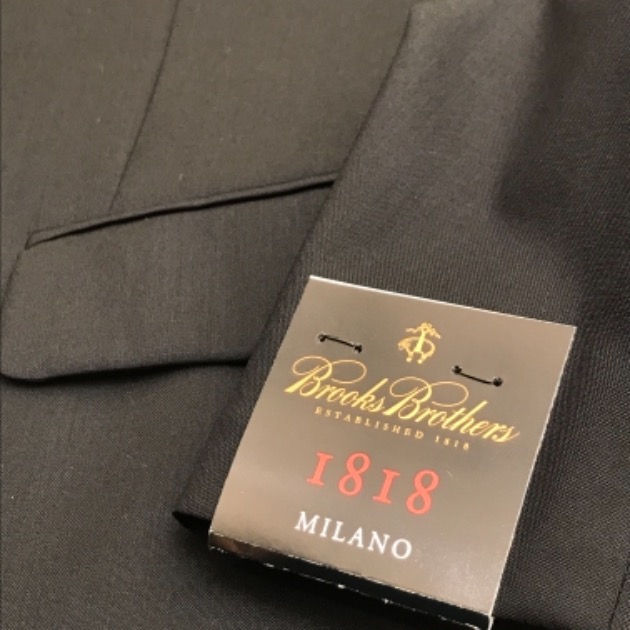 Brooks Brothers
ESTABLISHED 1818
1818
MILANO